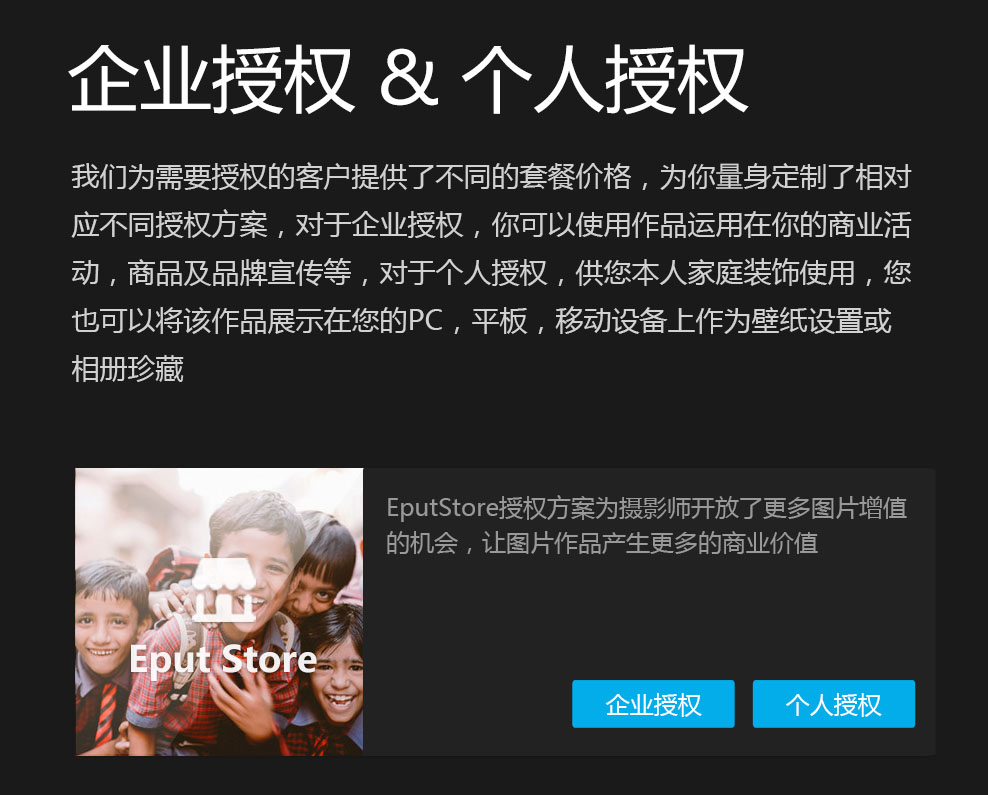 企业授权 & 个人授权
我们为需要授权的客户提供了不同的套餐价格，为你量身定制了相对
应不同授权方案，对于企业授权，你可以使用作品运用在你的商业活
动，商品及品牌宣传等，对于个人授权，供您本人家庭装饰使用，您
也可以将该作品展示在您的PC，平板，移动设备上作为壁纸设置或
相册珍藏
EputStore授权方案为摄影师开放了更多图片增值
的机会，让图片作品产生更多的商业价值
Eput Store
企业授权
个人授权